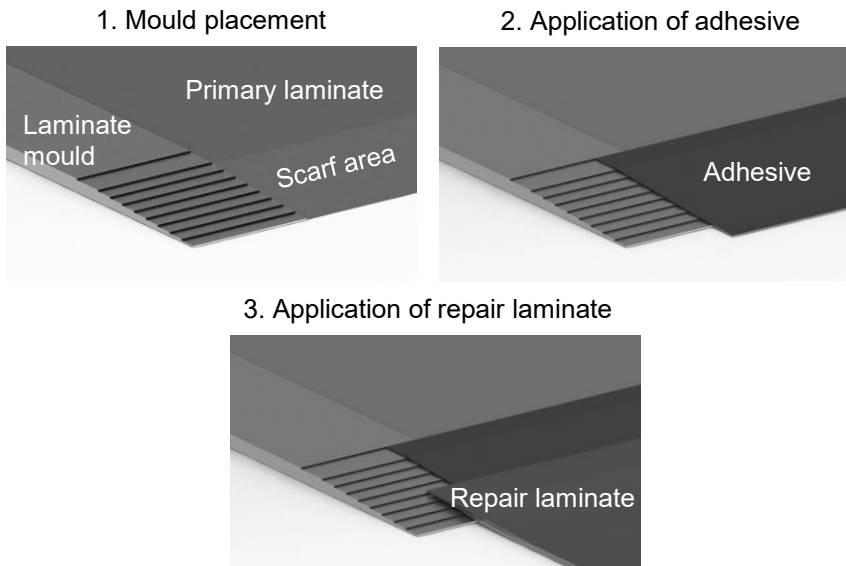 1. Mould placement
2. Application of adhesive
Primary laminate
Laminate
mould
Scarf area
Adhesive
3. Application of repair laminate
Repair laminate